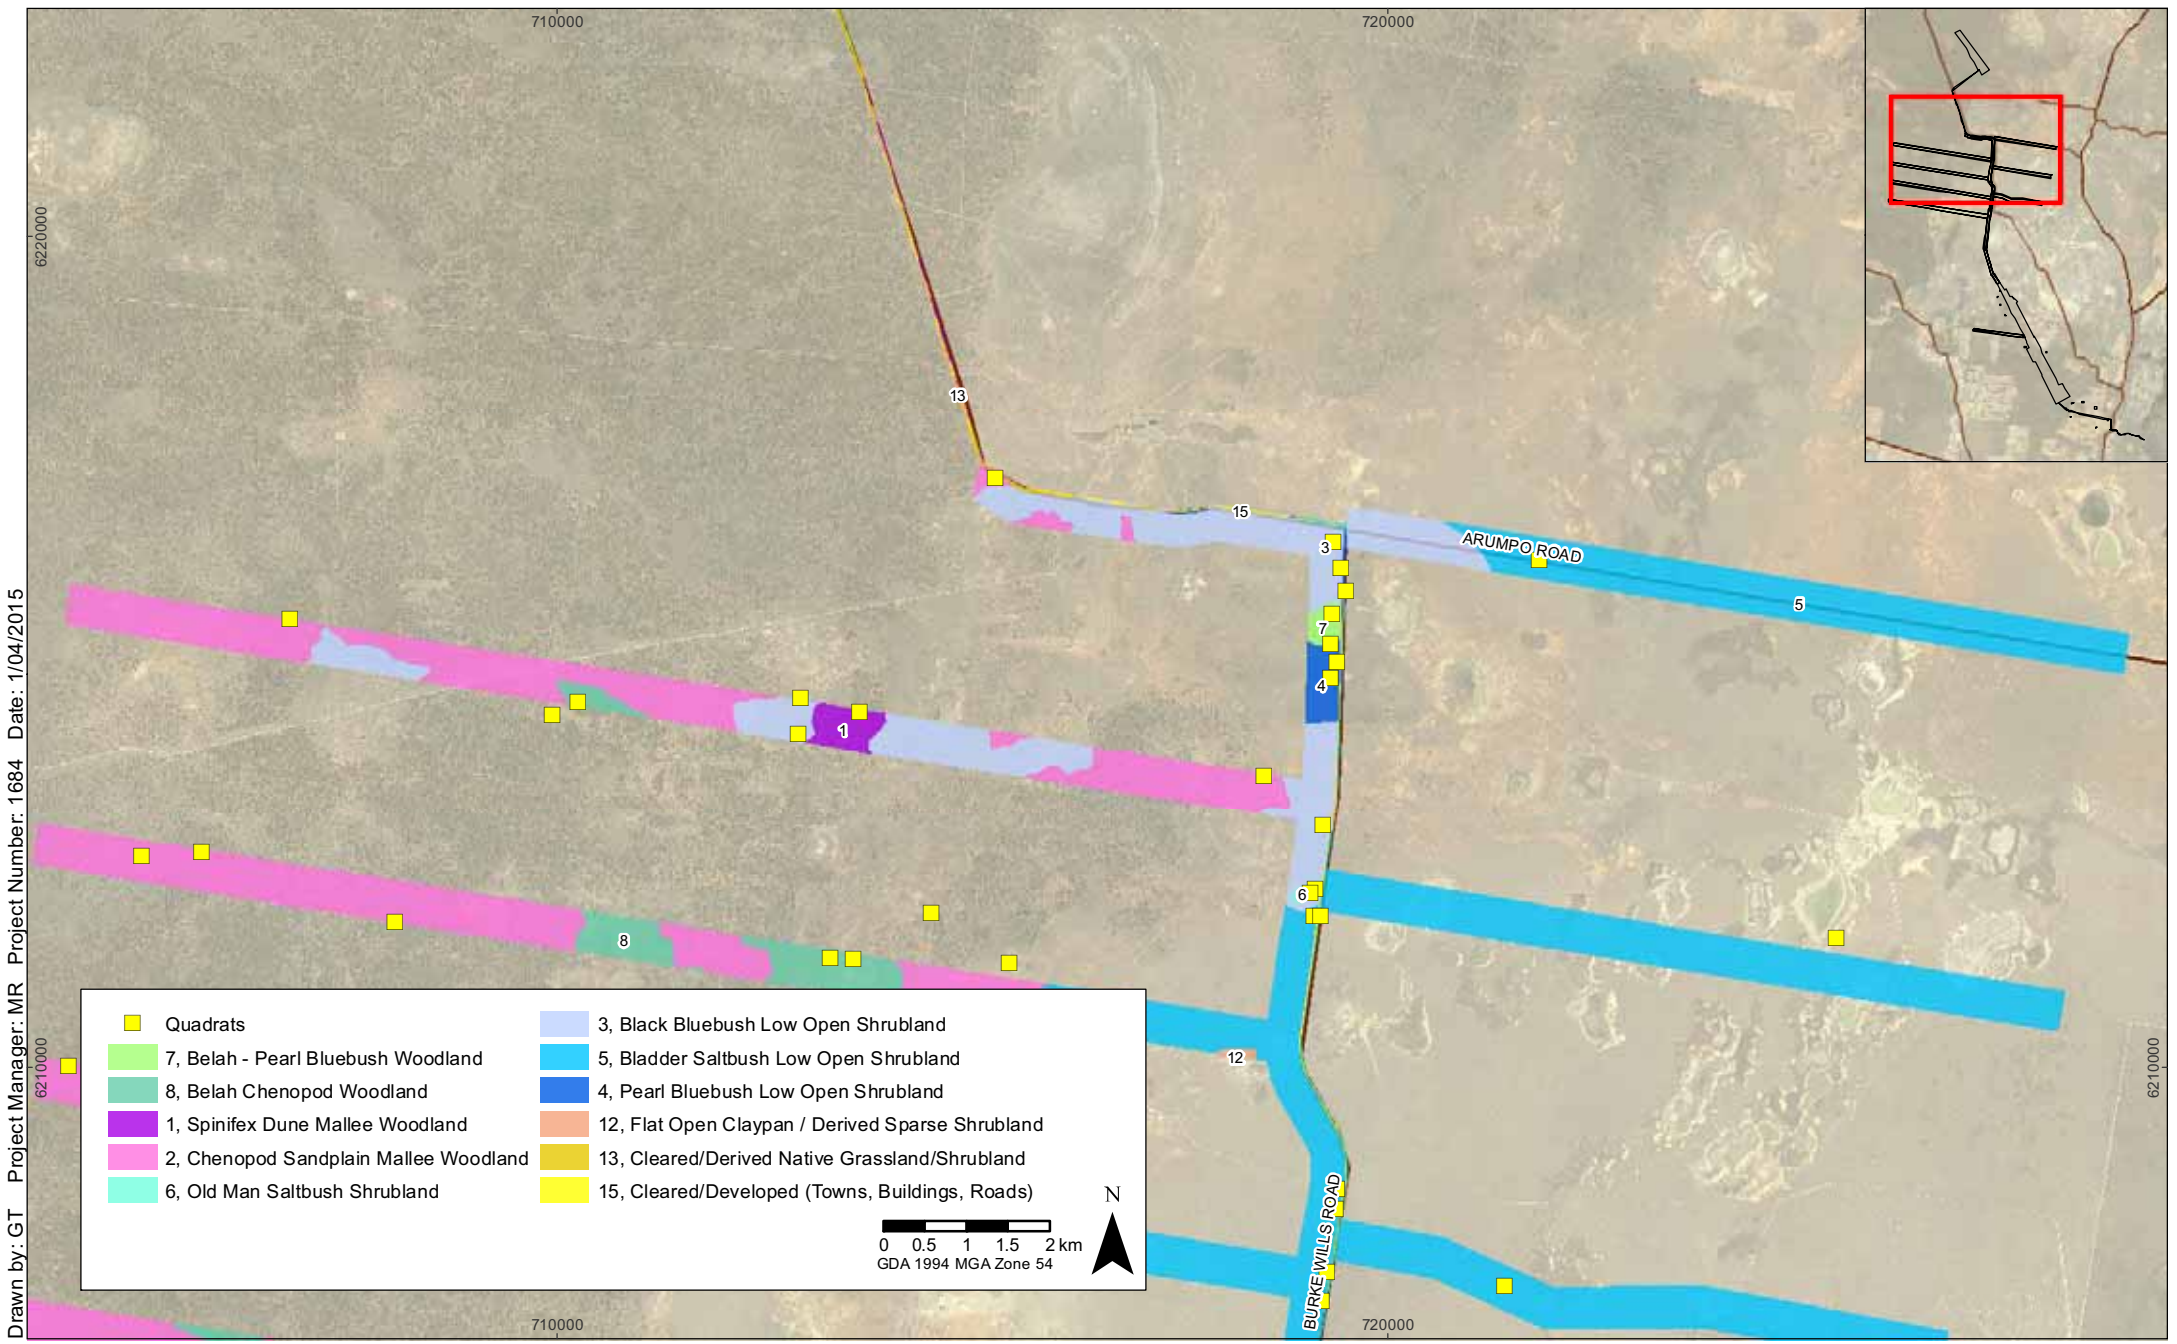 710000
720000
6220000
13
15
ARUMPO ROAD
3
5
7
4
1
6
8
12
6210000
6210000
BURKE WILLS ROAD
Quadrats
7, Belah - Pearl Bluebush Woodland
8, Belah Chenopod Woodland
1, Spinifex Dune Mallee Woodland
2, Chenopod Sandplain Mallee Woodland
6, Old Man Saltbush Shrubland
3, Black Bluebush Low Open Shrubland
5, Bladder Saltbush Low Open Shrubland
4, Pearl Bluebush Low Open Shrubland
12, Flat Open Claypan / Derived Sparse Shrubland
13, Cleared/Derived Native Grassland/Shrubland
15, Cleared/Developed (Towns, Buildings, Roads)
N
0 0.5 1 1.5 2 km
GDA 1994 MGA Zone 54
710000
720000
Drawn by: GT Project Manager: MR Project Number: 1684 Date: 1/04/2015